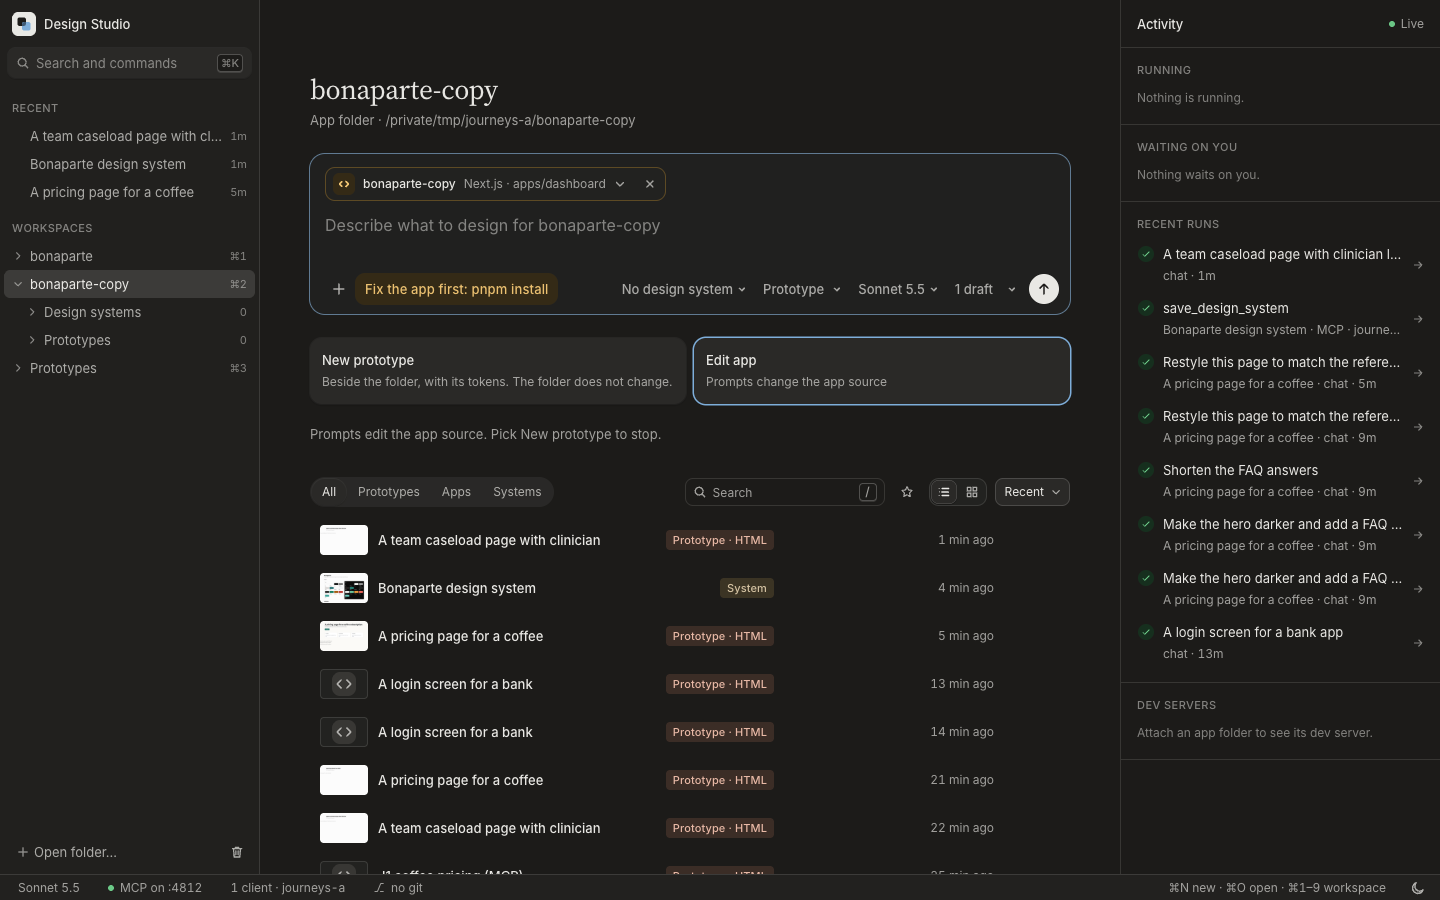 Design Studio
Search and commands ⌘K
RECENT
A team caseload page with cl... 1m
Bonaparte design system 1m
A pricing page for a coffee 5m
WORKSPACES
bonaparte ⌘1
bonaparte-copy ⌘2
Design systems 0
Prototypes 0
Prototypes ⌘3
Open folder...
bonaparte-copy
App folder · /private/tmp/journeys-a/bonaparte-copy
bonaparte-copy Next.js · apps/dashboard
Describe what to design for bonaparte-copy
Fix the app first: pnpm install No design system Prototype Sonnet 5.5 1 draft
New prototype
Beside the folder, with its tokens. The folder does not change.
Edit app
Prompts change the app source
Prompts edit the app source. Pick New prototype to stop.
All Prototypes Apps Systems Search / Recent
A team caseload page with clinician Prototype · HTML 1 min ago
Bonaparte design system System 4 min ago
A pricing page for a coffee Prototype · HTML 5 min ago
A login screen for a bank Prototype · HTML 13 min ago
A login screen for a bank Prototype · HTML 14 min ago
A pricing page for a coffee Prototype · HTML 21 min ago
A team caseload page with clinician Prototype · HTML 22 min ago
Activity Live
RUNNING
Nothing is running.
WAITING ON YOU
Nothing waits on you.
RECENT RUNS
A team caseload page with clinician l...
chat · 1m
save_design_system
Bonaparte design system · MCP · journe...
Restyle this page to match the refere...
A pricing page for a coffee · chat · 5m
Restyle this page to match the refere...
A pricing page for a coffee · chat · 9m
Shorten the FAQ answers
A pricing page for a coffee · chat · 9m
Make the hero darker and add a FAQ ...
A pricing page for a coffee · chat · 9m
Make the hero darker and add a FAQ ...
A pricing page for a coffee · chat · 9m
A login screen for a bank app
chat · 13m
DEV SERVERS
Attach an app folder to see its dev server.
Sonnet 5.5 MCP on :4812 1 client · journeys-a no git ⌘N new · ⌘O open · ⌘1–9 workspace